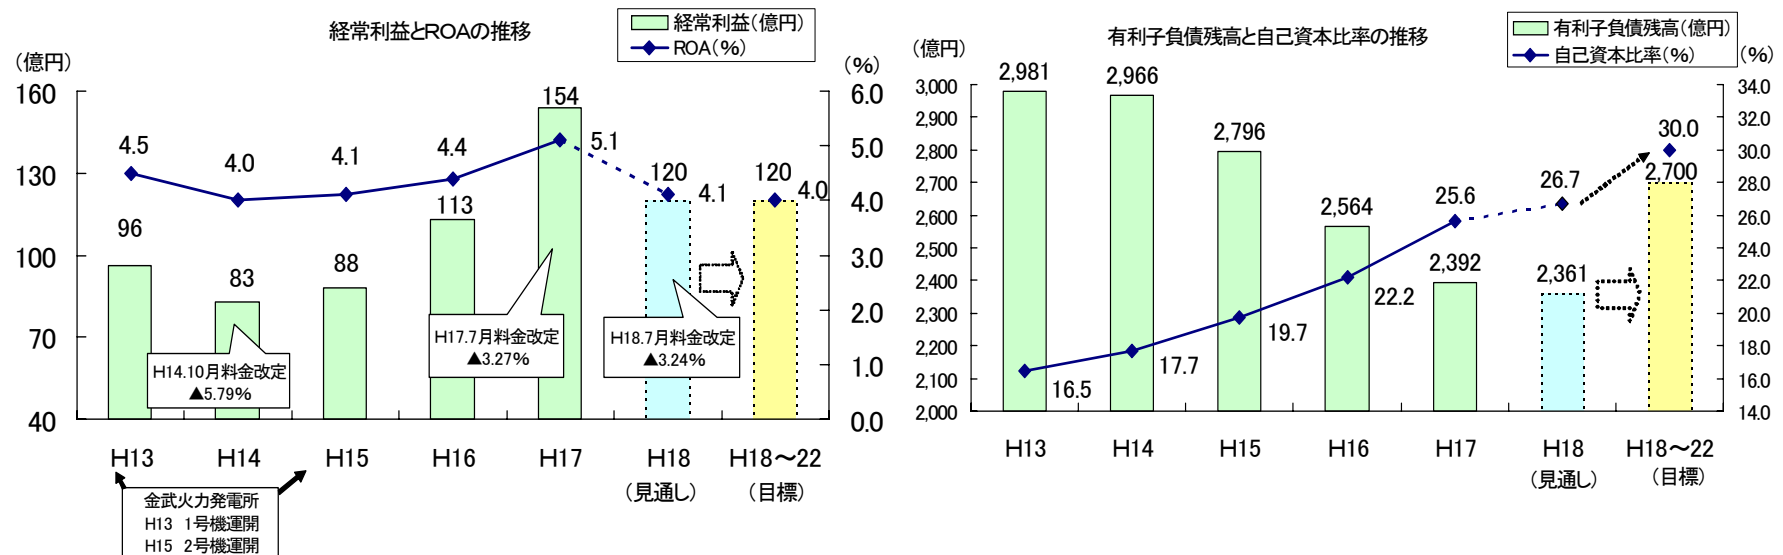 経常利益とROAの推移
経常利益(億円)
ROA(%)
(億円)
(%)
160
130
100
70
40
6.0
5.0
4.0
3.0
2.0
1.0
0.0
4.5
4.0
4.1
4.4
5.1
4.1
4.0
96
83
88
113
154
120
120
H14.10月料金改定
▲5.79%
H17.7月料金改定
▲3.27%
H18.7月料金改定
▲3.24%
H13
H14
H15
H16
H17
H18
(見通し)
H18～22
(目標)
金武火力発電所
H13 1号機運開
H15 2号機運開
有利子負債残高と自己資本比率の推移
有利子負債残高(億円)
自己資本比率(%)
(億円)
(%)
3,000
2,900
2,800
2,700
2,600
2,500
2,400
2,300
2,200
2,100
2,000
34.0
32.0
30.0
28.0
26.0
24.0
22.0
20.0
18.0
16.0
14.0
2,981
2,966
2,796
2,564
2,392
2,361
2,700
16.5
17.7
19.7
22.2
25.6
26.7
30.0
H13
H14
H15
H16
H17
H18
(見通し)
H18～22
(目標)